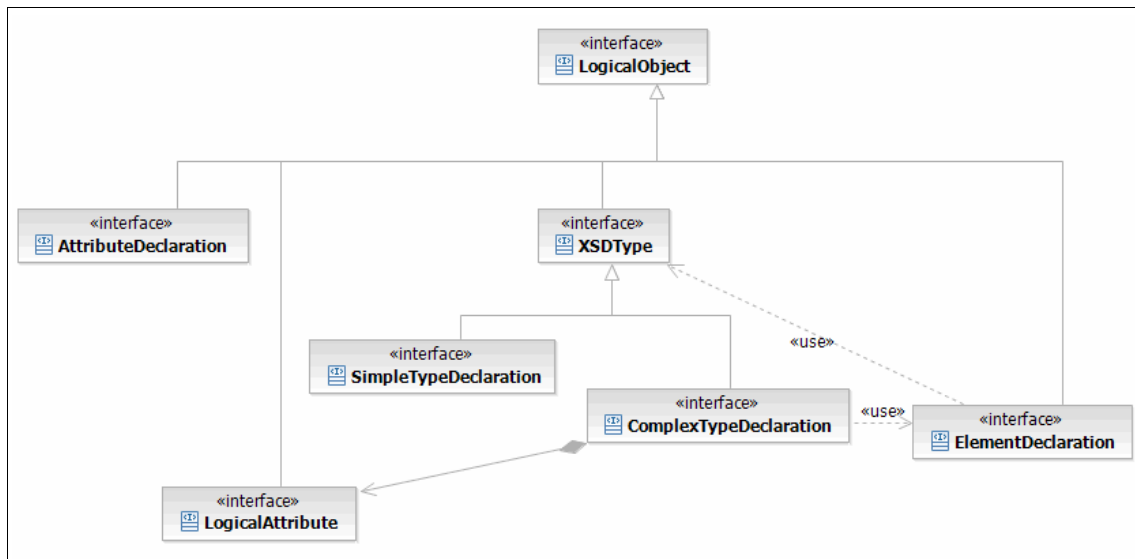 «interface»
LogicalObject
«interface»
AttributeDeclaration
«interface»
XSDType
«use»
«interface»
SimpleTypeDeclaration
«interface»
ComplexTypeDeclaration
«use»
«interface»
ElementDeclaration
«interface»
LogicalAttribute